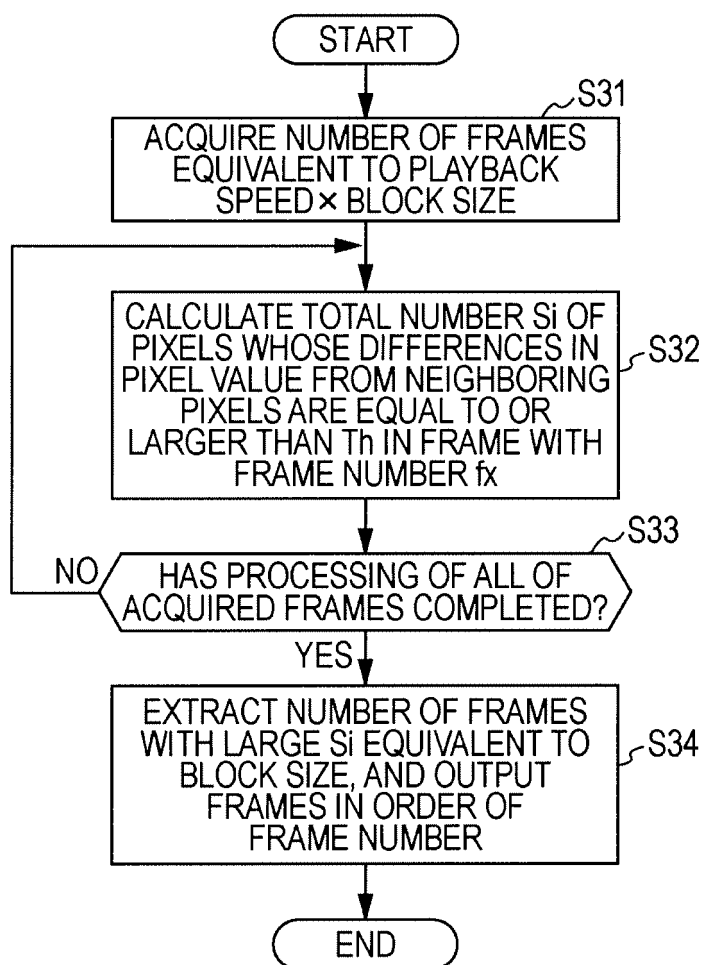 START
S31
ACQUIRE NUMBER OF FRAMES
EQUIVALENT TO PLAYBACK
SPEED × BLOCK SIZE
CALCULATE TOTAL NUMBER Si OF
PIXELS WHOSE DIFFERENCES IN
PIXEL VALUE FROM NEIGHBORING
PIXELS ARE EQUAL TO OR
LARGER THAN Th IN FRAME WITH
FRAME NUMBER fx
S32
S33
HAS PROCESSING OF ALL OF
ACQUIRED FRAMES COMPLETED?
NO
YES
EXTRACT NUMBER OF FRAMES
WITH LARGE Si EQUIVALENT TO
BLOCK SIZE, AND OUTPUT
FRAMES IN ORDER OF
FRAME NUMBER
S34
END